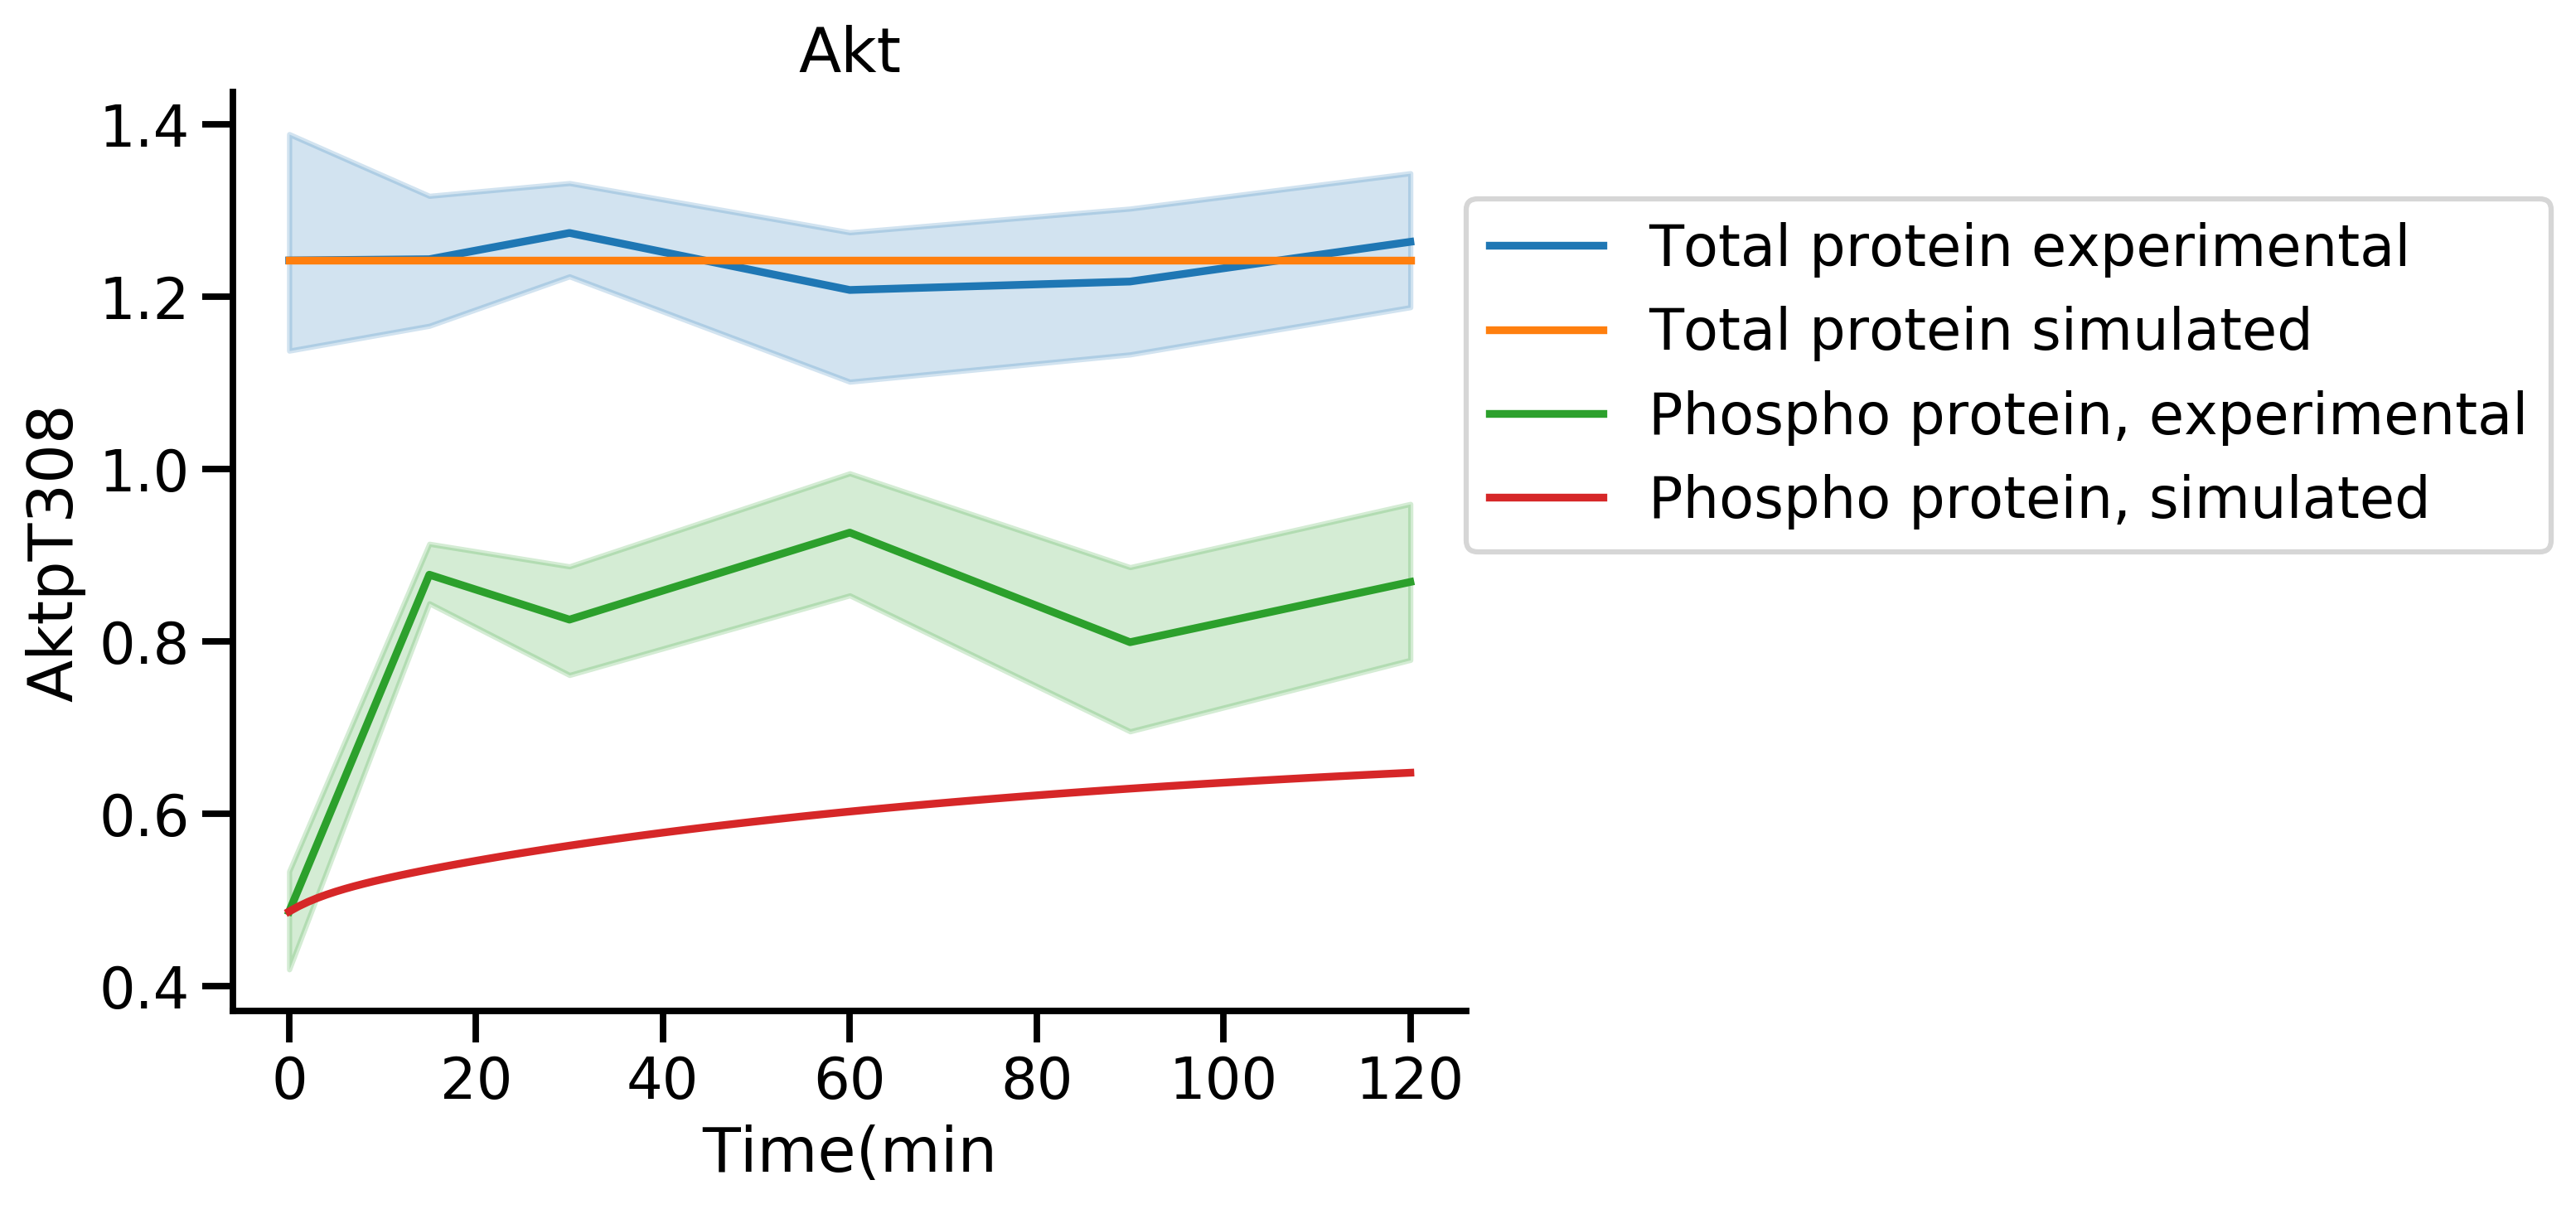 Akt
1.4
1.2
1.0
0.8
0.6
0.4
AktpT308
0 20 40 60 80 100 120
Time(min
Total protein experimental
Total protein simulated
Phospho protein, experimental
Phospho protein, simulated